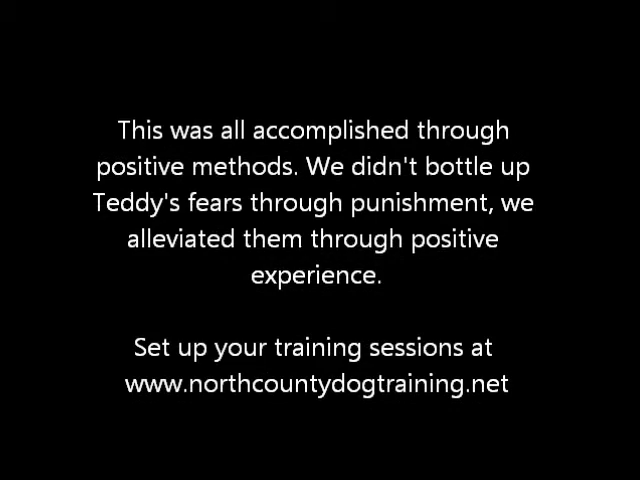 This was all accomplished through
positive methods. We didn't bottle up
Teddy's fears through punishment, we
alleviated them through positive
experience.
Set up your training sessions at
www.northcountydogtraining.net